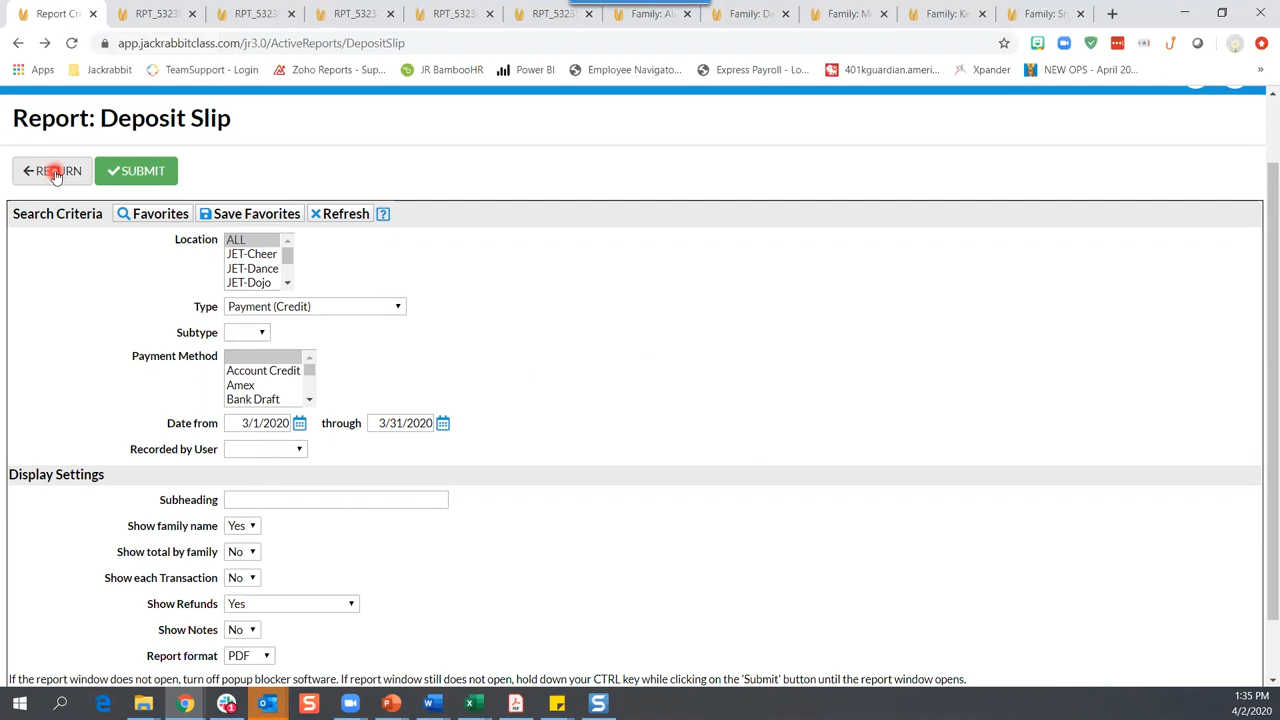 Report Cri
RPT_5323
RPT_5323
RPT_532
RPT_532
RPT_532
Family: Al
Family: De
Family: M
Family: Ke
Family: Sn
app.jackrabbitclass.com/jr3.0/ActiveReports/DepositSlip
Apps Jackrabbit TeamSupport - Login Zoho Reports - Sup... JR BambooHR Power BI Employee Navigato... Express Payroll - Lo... 401kguardian.ameri... Xpander NEW OPS - April 20... »
Report: Deposit Slip
RETURN SUBMIT
Search Criteria Favorites Save Favorites Refresh ?
Location ALL
JET-Cheer
JET-Dance
JET-Dojo
Type Payment (Credit)
Subtype
Payment Method
Account Credit
Amex
Bank Draft
Date from 3/1/2020 through 3/31/2020
Recorded by User
Display Settings
Subheading
Show family name Yes
Show total by family No
Show each Transaction No
Show Refunds Yes
Show Notes No
Report format PDF
If the report window does not open, turn off popup blocker software. If report window still does not open, hold down your CTRL key while clicking on the 'Submit' button until the report window opens.
1:35 PM
4/2/2020